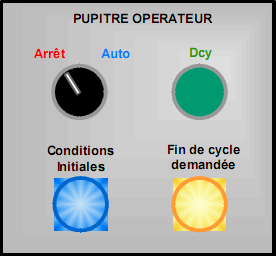 PUPITRE OPERATEUR
Arrêt Auto Dcy
Conditions Initiales
Fin de cycle demandée